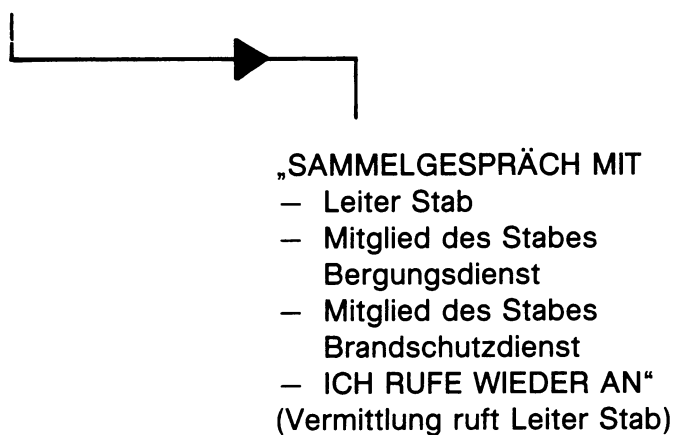 „SAMMELGESPRÄCH MIT
— Leiter Stab
— Mitglied des Stabes
Bergungsdienst
— Mitglied des Stabes
Brandschutzdienst
— ICH RUFE WIEDER AN“
(Vermittlung ruft Leiter Stab)